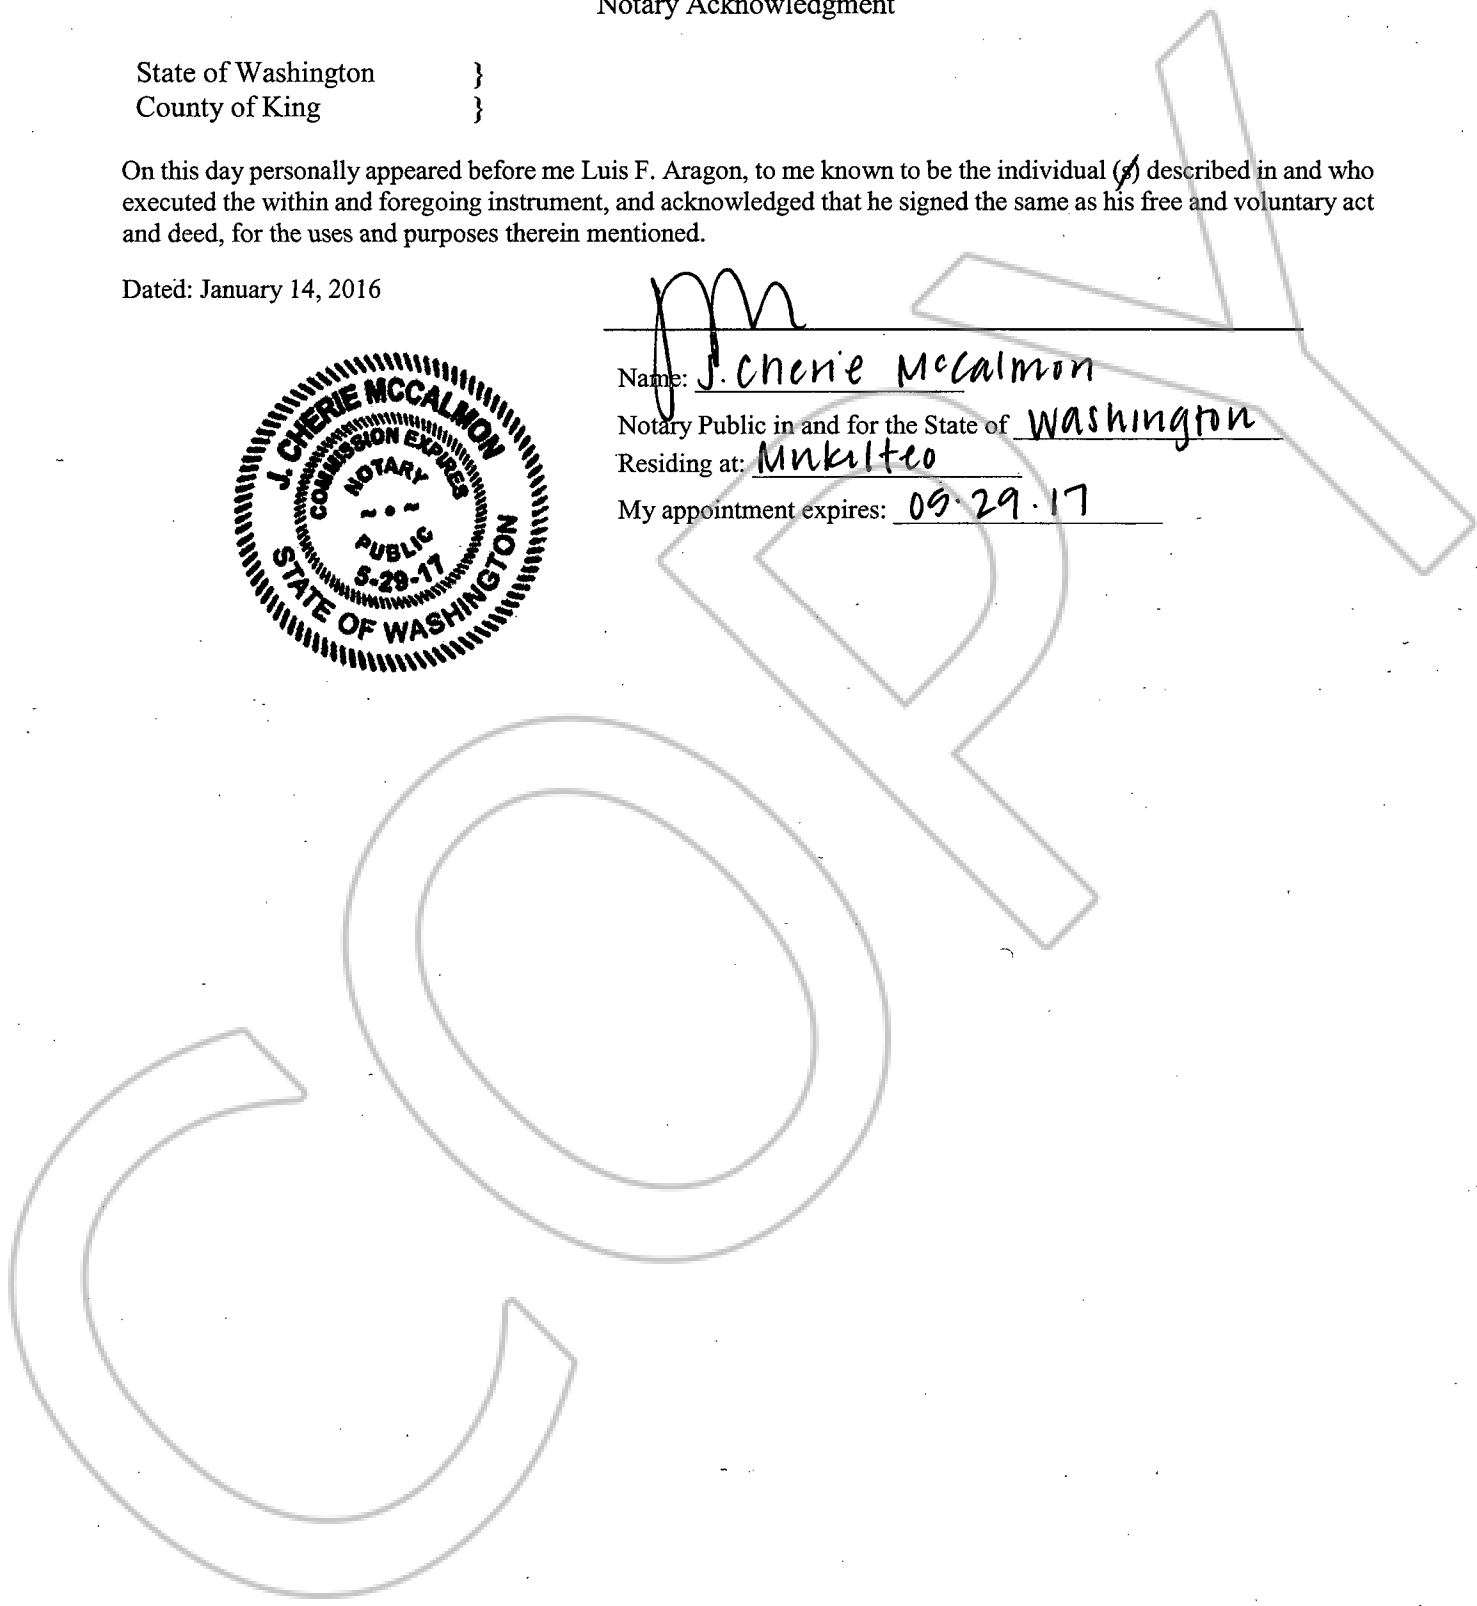 Notary Acknowledgment
State of Washington }
County of King }
On this day personally appeared before me Luis F. Aragon, to me known to be the individual (s) described in and who
executed the within and foregoing instrument, and acknowledged that he signed the same as his free and voluntary act
and deed, for the uses and purposes therein mentioned.
Dated: January 14, 2016
Name: J. Cherie McCalmon
Notary Public in and for the State of Washington
Residing at: Mukilteo
My appointment expires: 05.29.17
J. CHERIE MCCALMON
COMMISSION EXPIRES
NOTARY
~ • ~
PUBLIC
5-29-17
STATE OF WASHINGTON
COPY